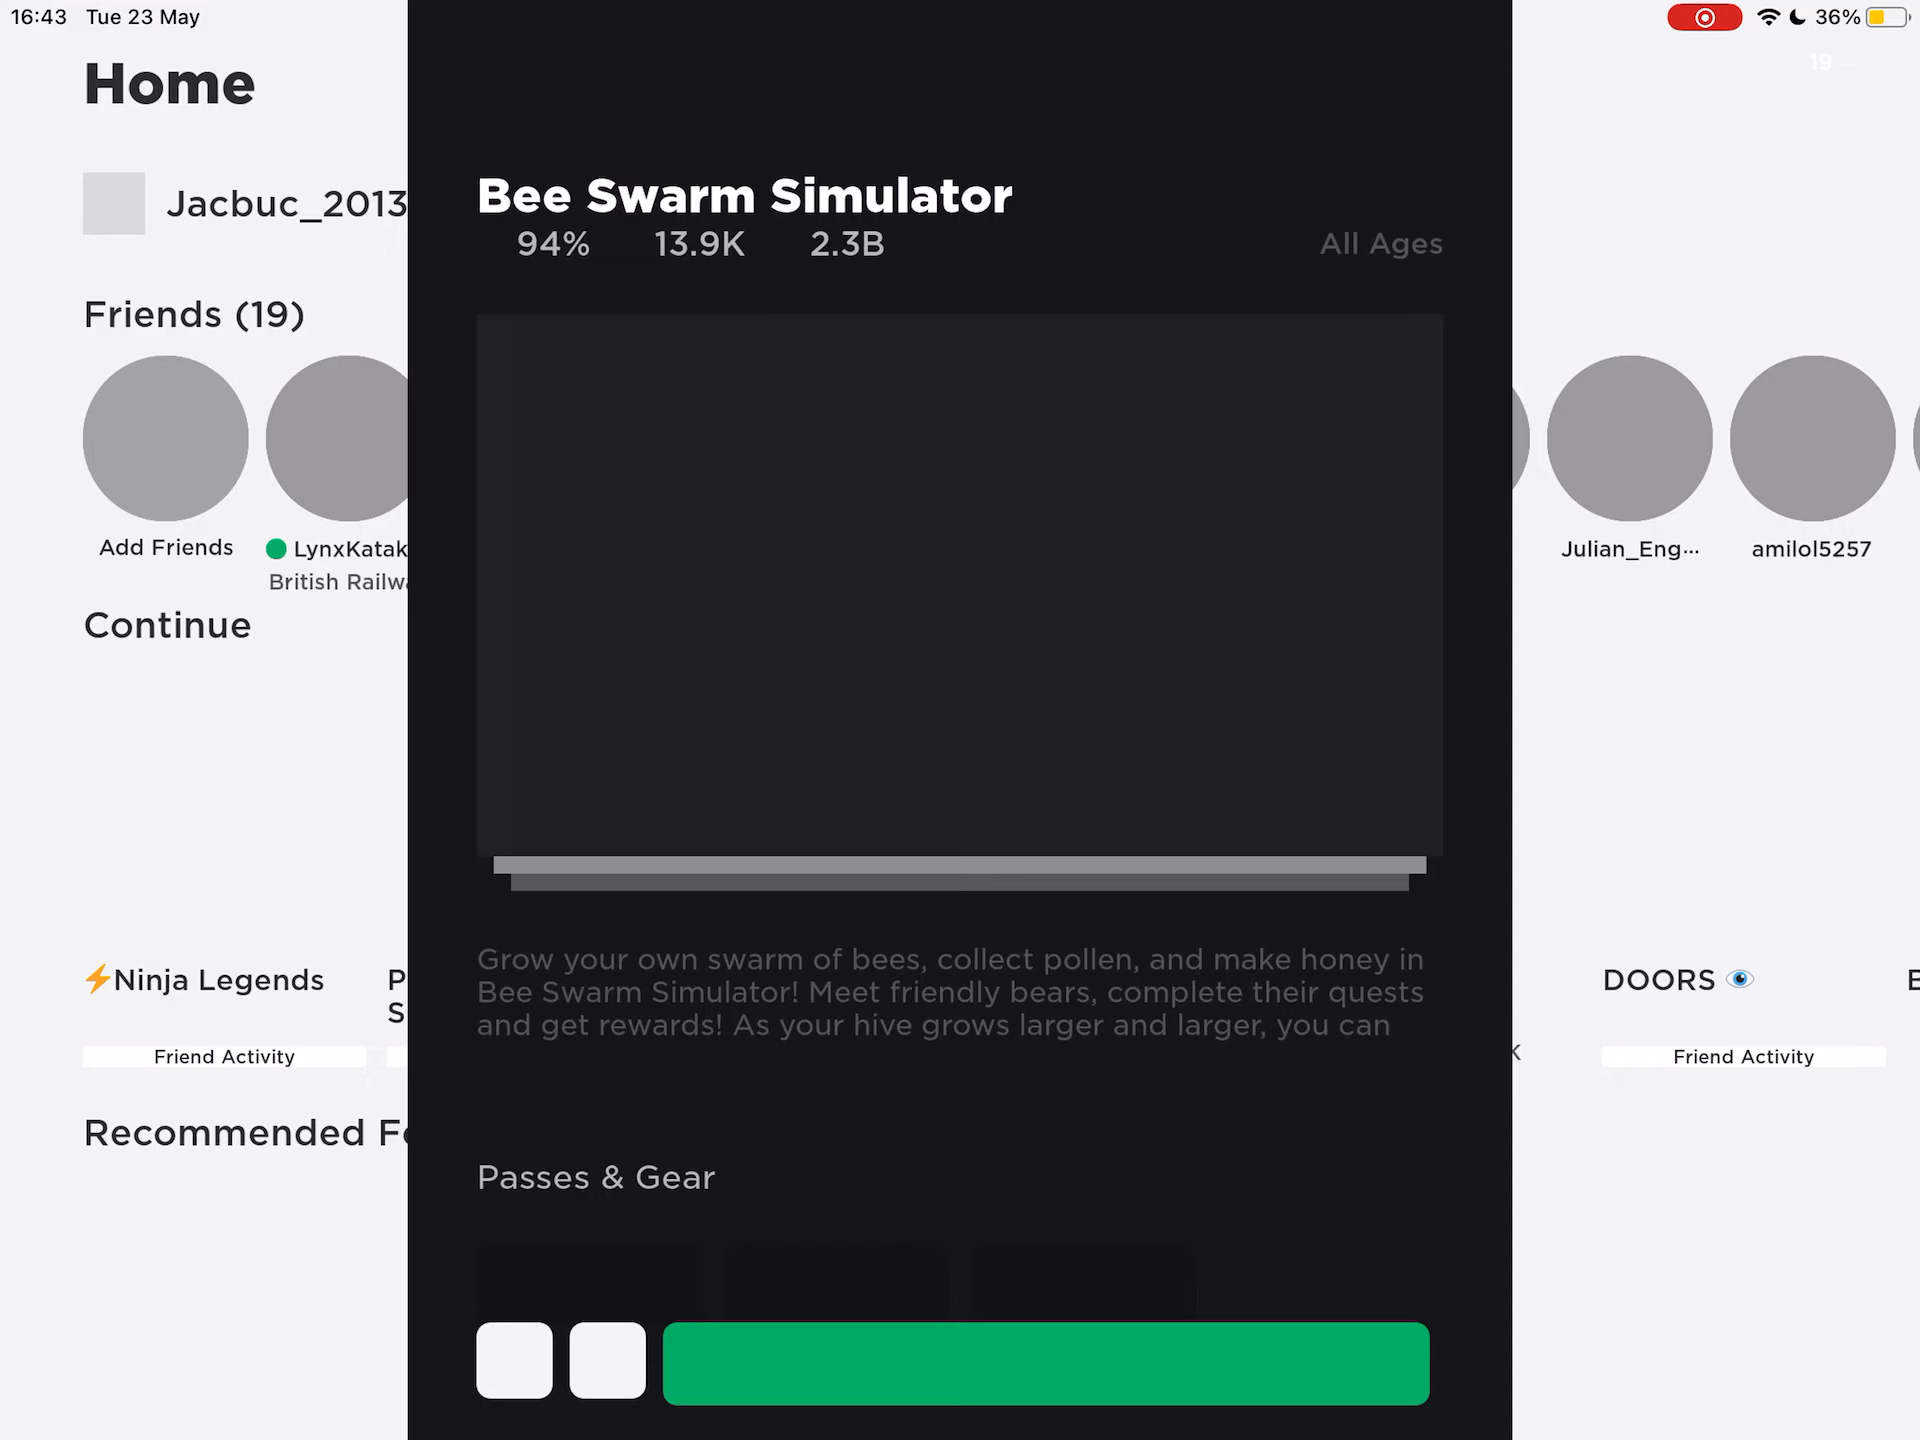 16:43 Tue 23 May
36%
19
Home
Jacbuc_2013
Friends (19)
Add Friends
LynxKatak
British Railwa
Julian_Eng...
amilol5257
Continue
⚡Ninja Legends
P
S
DOORS 👁
E
Friend Activity
K
Friend Activity
Recommended Fo
Bee Swarm Simulator
94% 13.9K 2.3B
All Ages
Grow your own swarm of bees, collect pollen, and make honey in
Bee Swarm Simulator! Meet friendly bears, complete their quests
and get rewards! As your hive grows larger and larger, you can
Passes & Gear